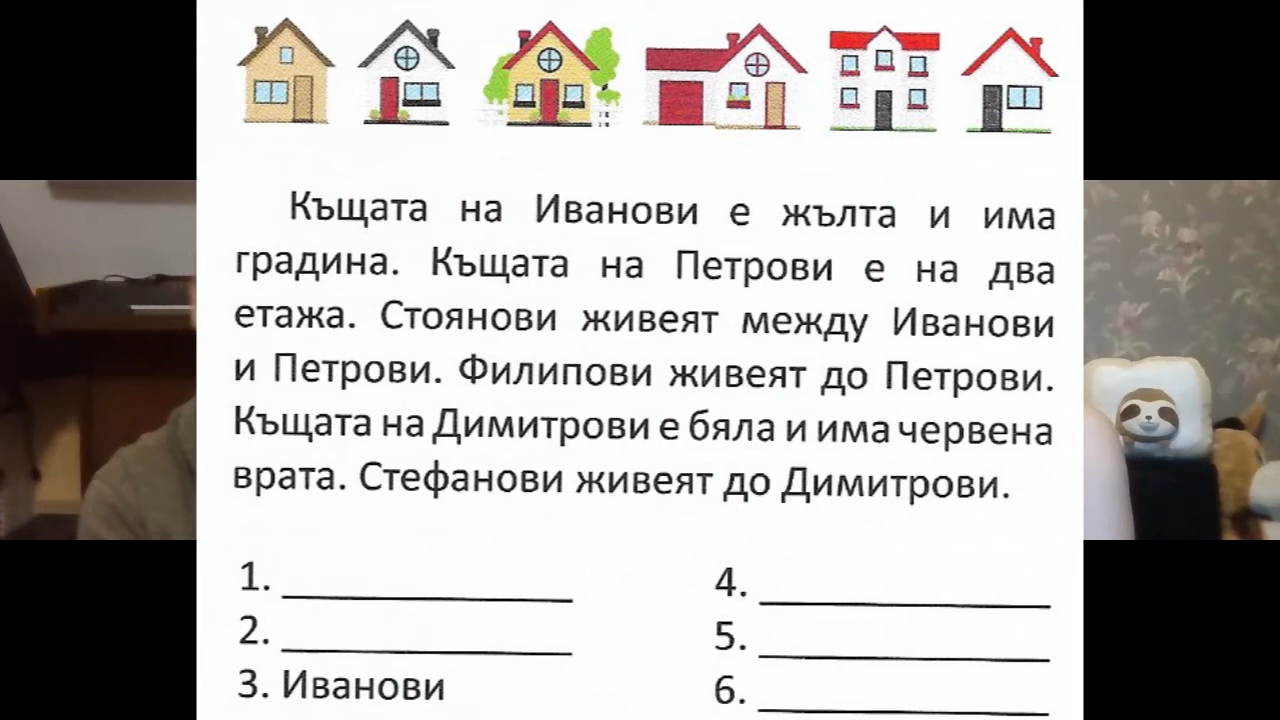 Къщата на Иванови е жълта и има
градина. Къщата на Петрови е на два
етажа. Стоянови живеят между Иванови
и Петрови. Филипови живеят до Петрови.
Къщата на Димитрови е бяла и има червена
врата. Стефанови живеят до Димитрови.
1.
2.
3. Иванови
4.
5.
6.